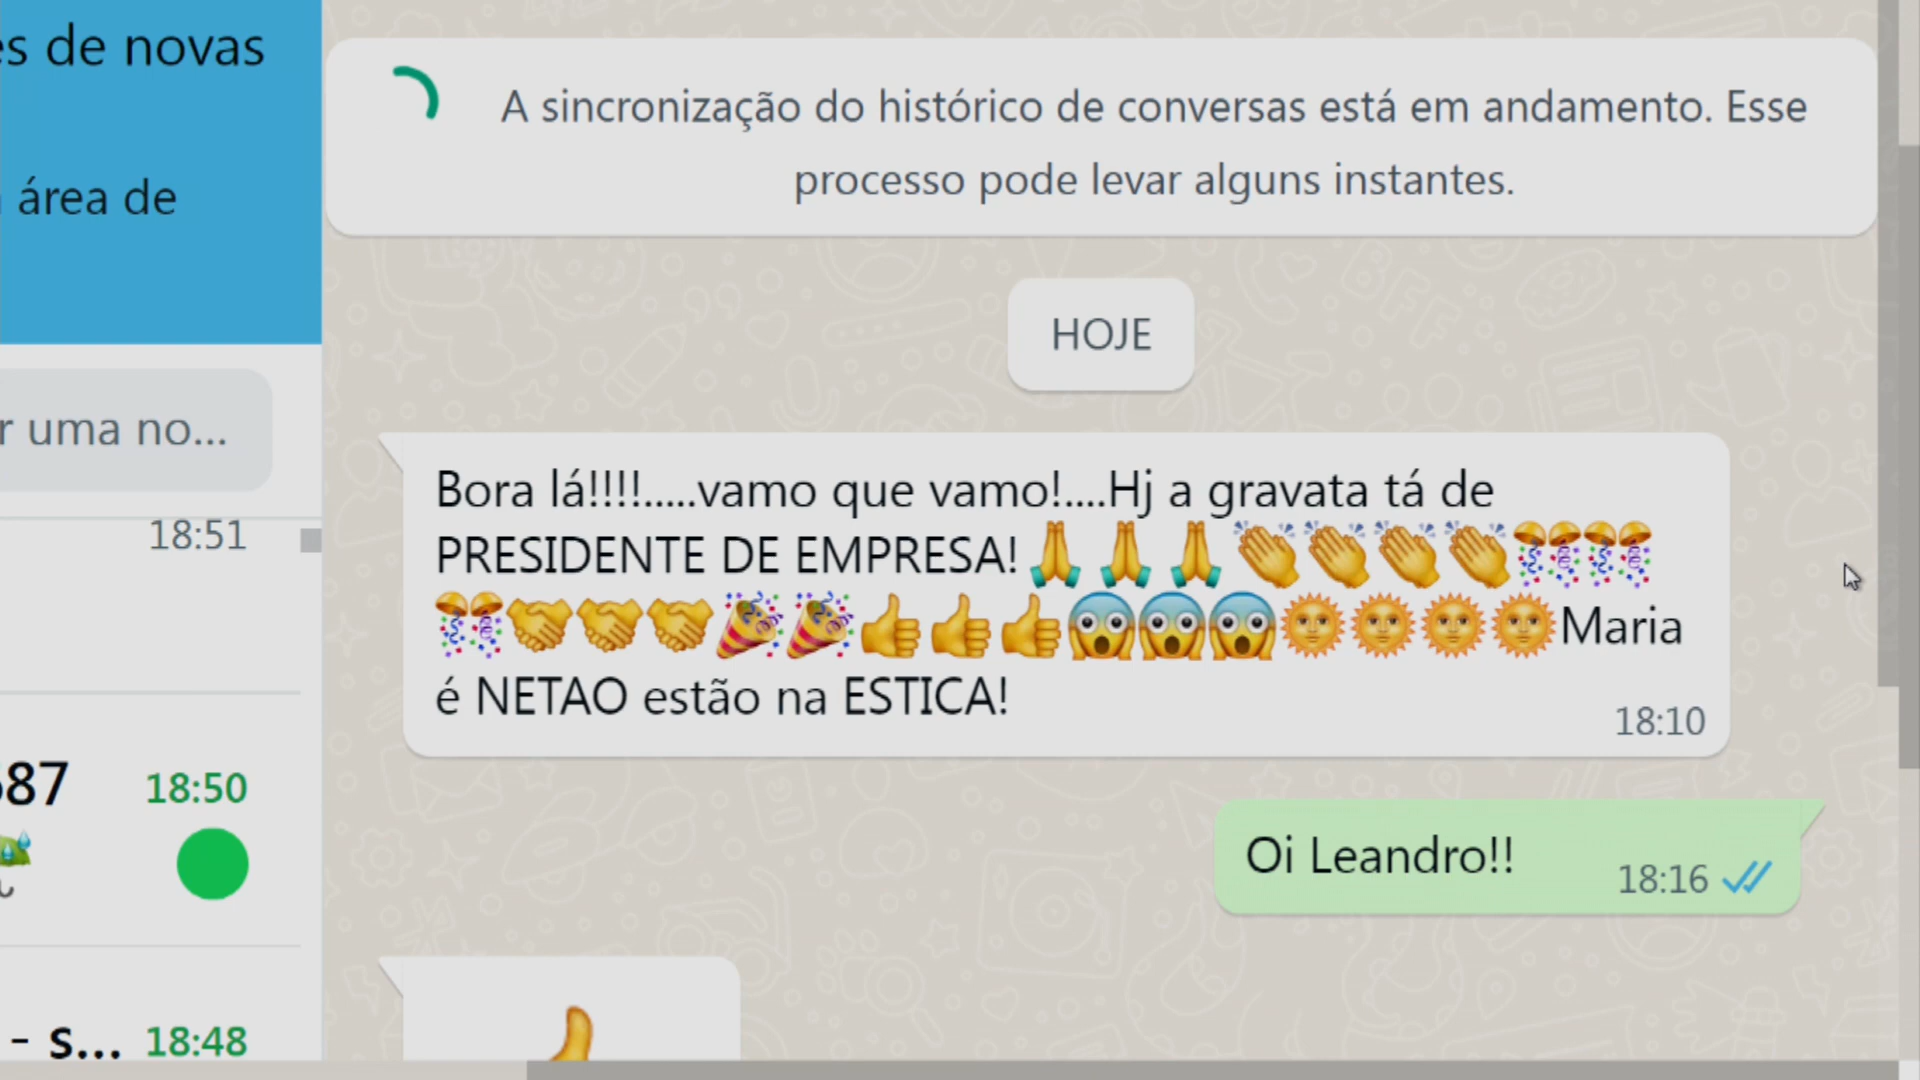 es de novas
área de
r uma no...
18:51
687
18:50
- s...
18:48
A sincronização do histórico de conversas está em andamento. Esse
processo pode levar alguns instantes.
HOJE
Bora lá!!!!.....vamo que vamo!....Hj a gravata tá de
PRESIDENTE DE EMPRESA!🙏🙏🙏👏👏👏👏🎊🎊
🎊🤝🤝🤝🎉🎉👍👍👍😱😱😱🌞🌞🌞🌞Maria
é NETAO estão na ESTICA!
18:10
Oi Leandro!!
18:16